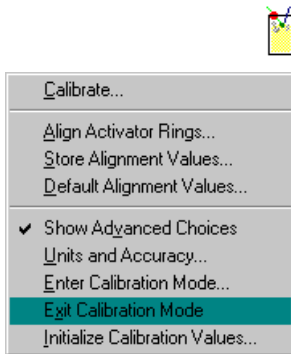 Calibrate...
Align Activator Rings...
Store Alignment Values...
Default Alignment Values...
Show Advanced Choices
Units and Accuracy...
Enter Calibration Mode...
Exit Calibration Mode
Initialize Calibration Values...